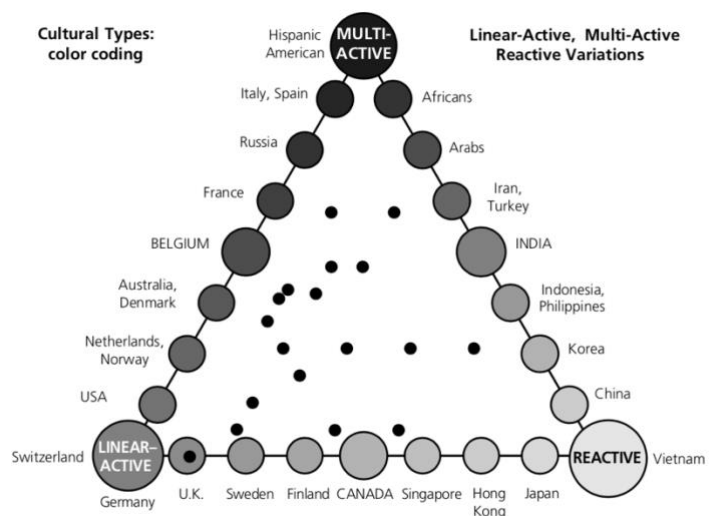 Cultural Types:
color coding
Hispanic
American
MULTI-
ACTIVE
Linear-Active, Multi-Active
Reactive Variations
Italy, Spain
Africans
Russia
Arabs
France
Iran,
Turkey
BELGIUM
INDIA
Australia,
Denmark
Indonesia,
Philippines
Netherlands,
Norway
Korea
USA
China
Switzerland
LINEAR–
ACTIVE
REACTIVE
Vietnam
Germany
U.K.
Sweden
Finland
CANADA
Singapore
Hong
Kong
Japan